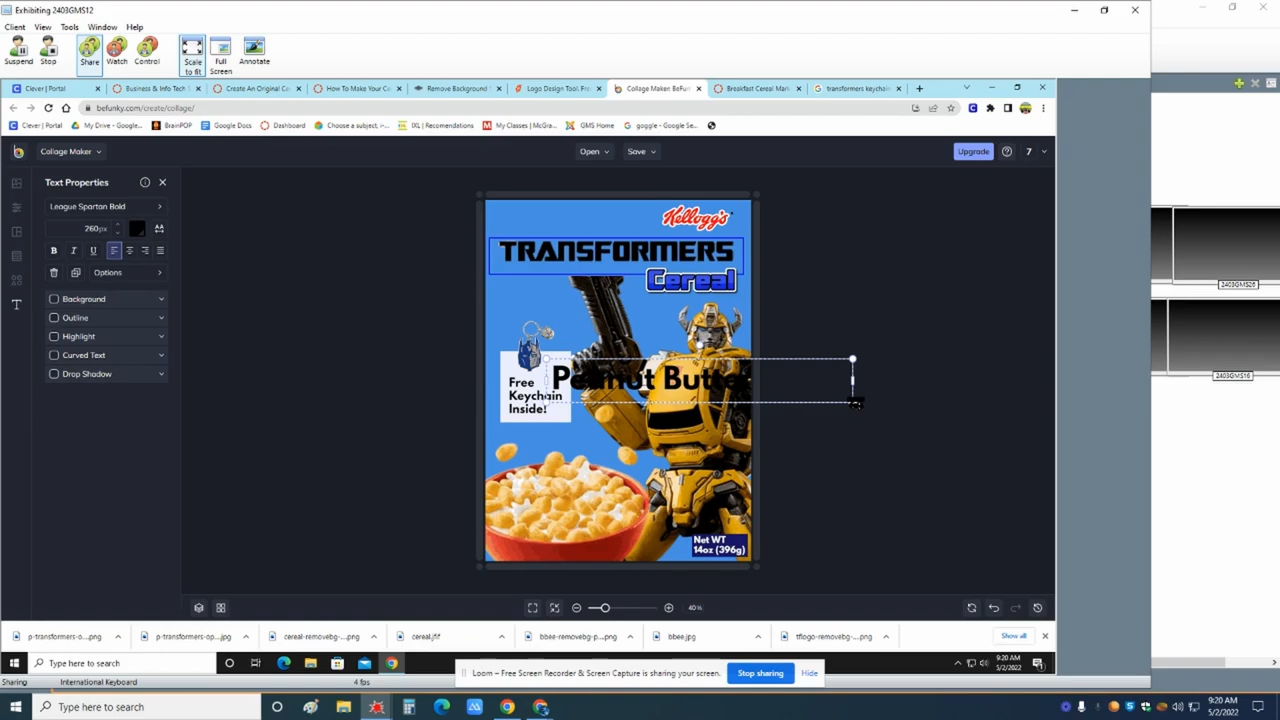 Exhibiting 2403GMS12
Client View Tools Window Help
Suspend Stop Share Watch Control Scale to fit Full Screen Annotate
Clever | Portal
Business & Info Tech
Create An Original Ce
How To Make Your Ce
Remove Background
Logo Design Tool. Free
Collage Maker BeFun
Breakfast Cereal Mark
transformers keychain
befunky.com/create/collage/
Clever | Portal
My Drive - Google...
BrainPOP
Google Docs
Dashboard
Choose a subject, i-...
IXL | Recomendations
My Classes | McGra...
GMS Home
goggle - Google Se...
Collage Maker
Open
Save
Upgrade
7
Text Properties
League Spartan Bold
260px
AA
B I U
Options
Background
Outline
Highlight
Curved Text
Drop Shadow
Kellogg's
TRANSFORMERS
Cereal
Peanut Butter
Free
Keychain
Inside!
Net WT
14oz (396g)
40%
2403GMS26
2403GMS16
p-transformers-o....png
p-transformers-op....jpg
cereal-removebg-....png
cereal.jfif
bbee-removebg-p....png
bbee.jpg
tflogo-removebg-....png
Show all
Type here to search
9:20 AM
5/2/2022
Loom – Free Screen Recorder & Screen Capture is sharing your screen.
Stop sharing
Hide
Sharing
International Keyboard
4 fps
Type here to search
9:20 AM
5/2/2022